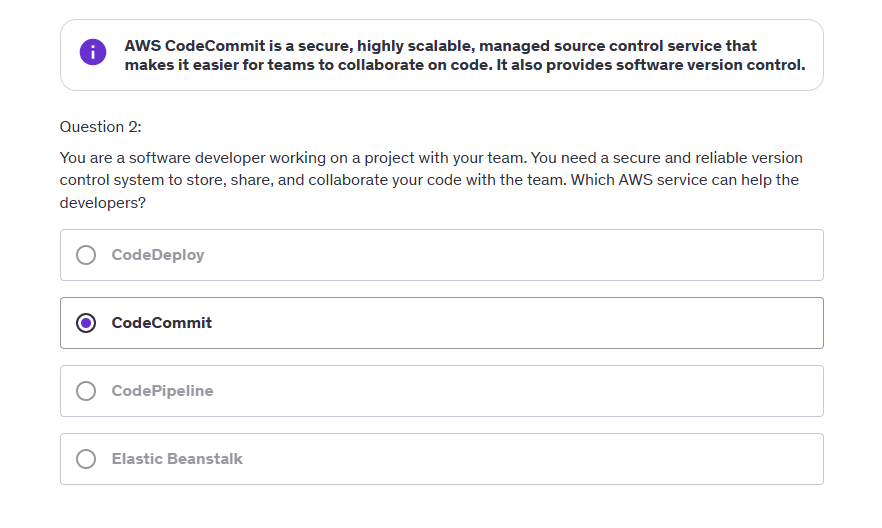 AWS CodeCommit is a secure, highly scalable, managed source control service that
makes it easier for teams to collaborate on code. It also provides software version control.
Question 2:
You are a software developer working on a project with your team. You need a secure and reliable version
control system to store, share, and collaborate your code with the team. Which AWS service can help the
developers?
CodeDeploy
CodeCommit
CodePipeline
Elastic Beanstalk